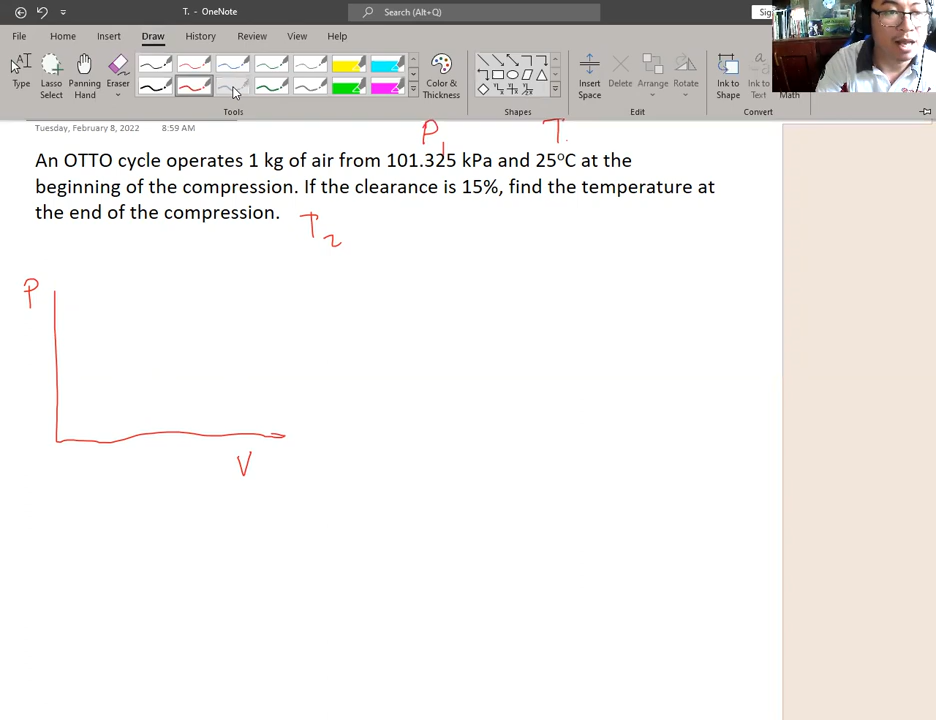 T. - OneNote
Search (Alt+Q)
File Home Insert Draw History Review View Help
Type
Lasso Select
Panning Hand
Eraser
Color & Thickness
Insert Space
Delete
Arrange
Rotate
Ink to Shape
Ink to Text
Math
Tools
Shapes
Edit
Convert
Tuesday, February 8, 2022 8:59 AM
P1 T
An OTTO cycle operates 1 kg of air from 101.325 kPa and 25°C at the
beginning of the compression. If the clearance is 15%, find the temperature at
the end of the compression.
T2
P
V